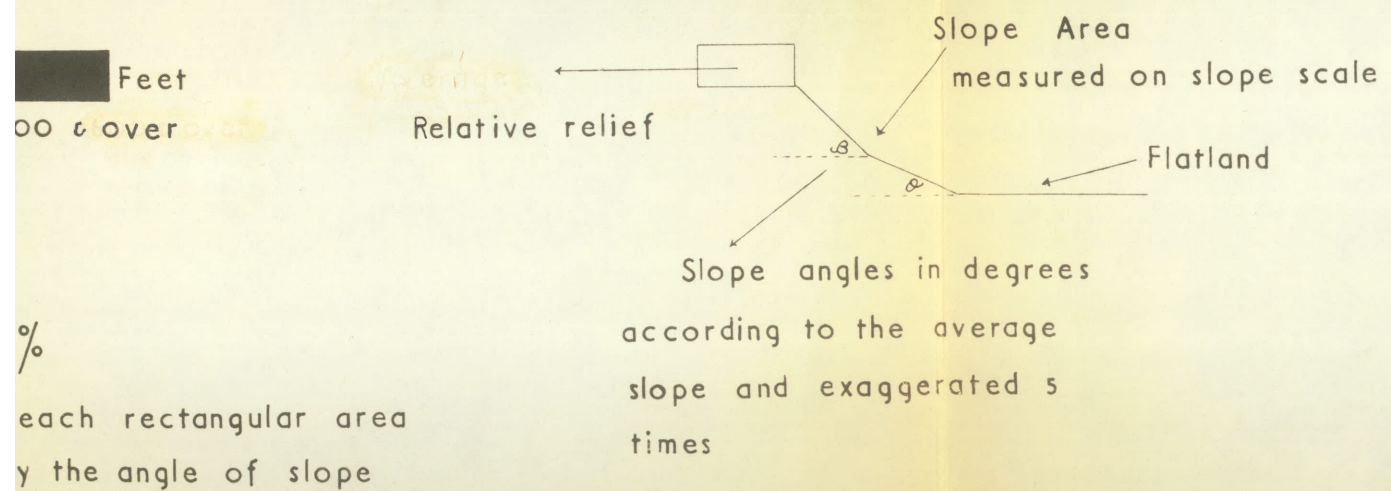 Feet
oo & over
%
each rectangular area
y the angle of slope
Relative relief
Slope Area
measured on slope scale
β
θ
Flatland
Slope angles in degrees
according to the average
slope and exaggerated 5
times